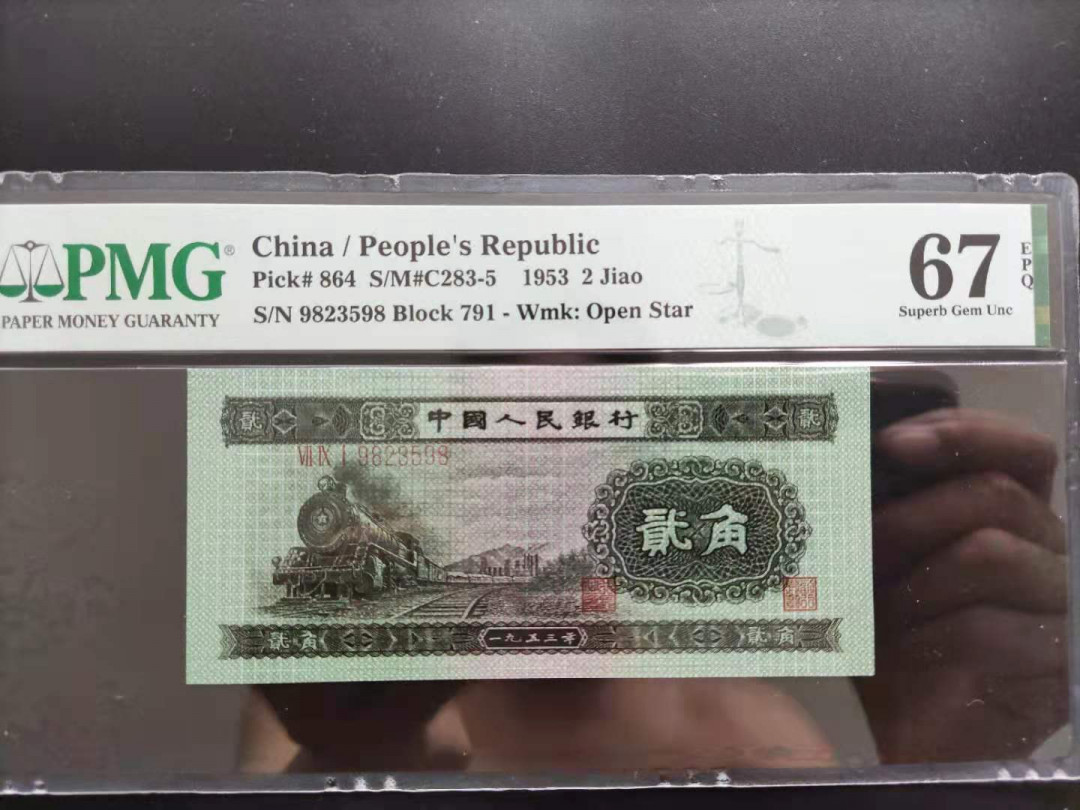 PMG®
PAPER MONEY GUARANTY
China / People's Republic
Pick# 864 S/M#C283-5 1953 2 Jiao
S/N 9823598 Block 791 - Wmk: Open Star
67
EPQ
Superb Gem Unc
貳 中國人民銀行 貳
VII IX I 9823598
貳角
貳角 一九五三年 貳角